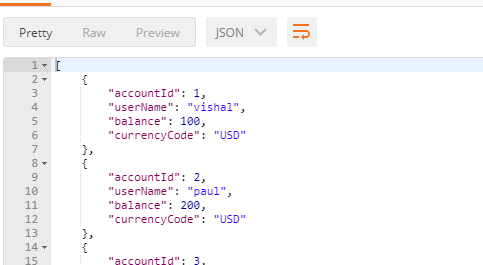 Pretty Raw Preview JSON
1 [
2 {
3 "accountId": 1,
4 "userName": "vishal",
5 "balance": 100,
6 "currencyCode": "USD"
7 },
8 {
9 "accountId": 2,
10 "userName": "paul",
11 "balance": 200,
12 "currencyCode": "USD"
13 },
14 {
15 "accountId": 3,